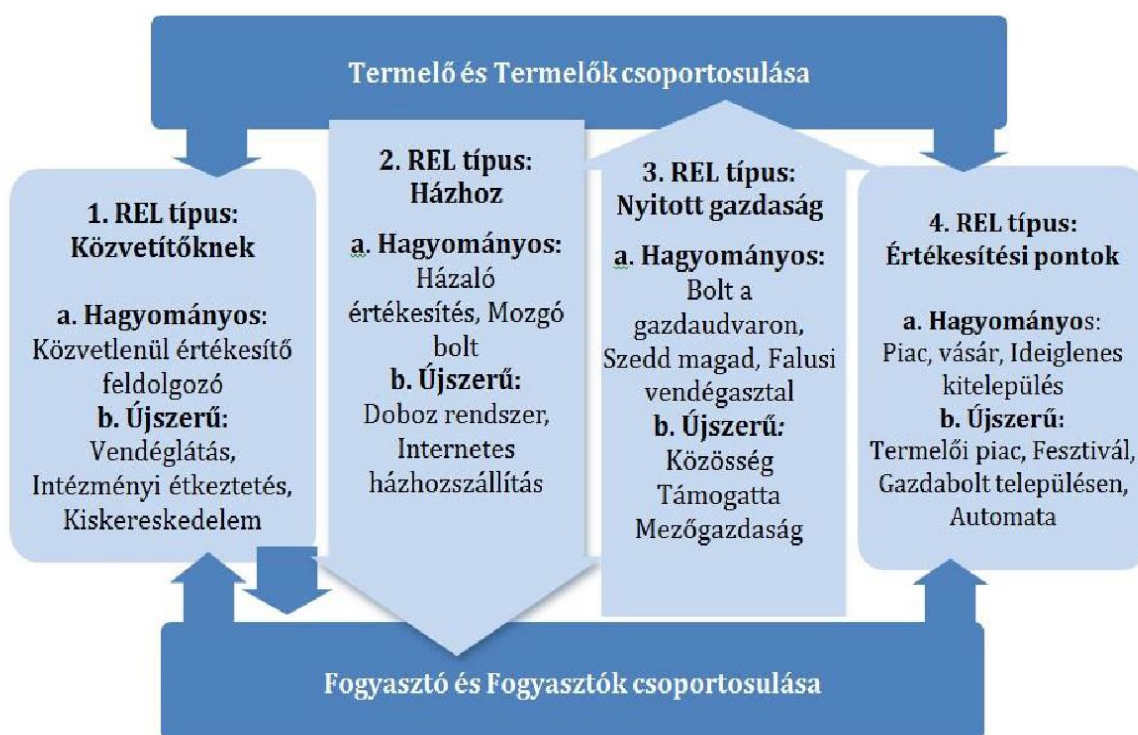 Termelő és Termelők csoportosulása
1. REL típus:
Közvetítőknek
a. Hagyományos:
Közvetlenül értékesítő
feldolgozó
b. Újszerű:
Vendéglátás,
Intézményi étkeztetés,
Kiskereskedelem
2. REL típus:
Házhoz
a. Hagyományos:
Házaló
értékesítés, Mozgó
bolt
b. Újszerű:
Doboz rendszer,
Internetes
házhozszállítás
3. REL típus:
Nyitott gazdaság
a. Hagyományos:
Bolt a
gazdaudvaron,
Szedd magad, Falusi
vendégasztal
b. Újszerű:
Közösség
Támogatta
Mezőgazdaság
4. REL típus:
Értékesítési pontok
a. Hagyományos:
Piac, vásár, Ideiglenes
kitelepülés
b. Újszerű:
Termelői piac, Fesztivál,
Gazdabolt településen,
Automata
Fogyasztó és Fogyasztók csoportosulása